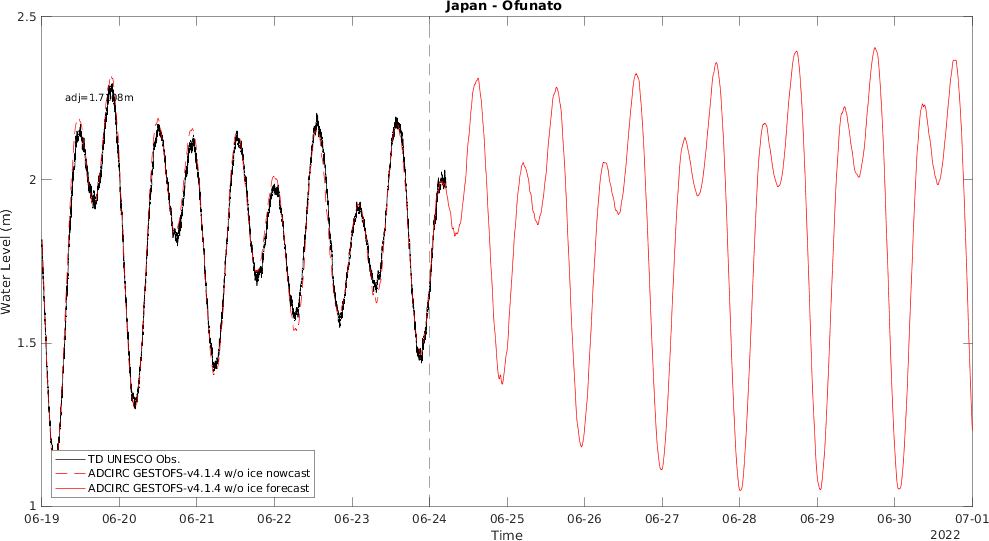 Japan - Ofunato
2.5
adj=1.7108m
2
Water Level (m)
1.5
TD UNESCO Obs.
ADCIRC GESTOFS-v4.1.4 w/o ice nowcast
ADCIRC GESTOFS-v4.1.4 w/o ice forecast
1
06-19 06-20 06-21 06-22 06-23 06-24 06-25 06-26 06-27 06-28 06-29 06-30 07-01
Time
2022